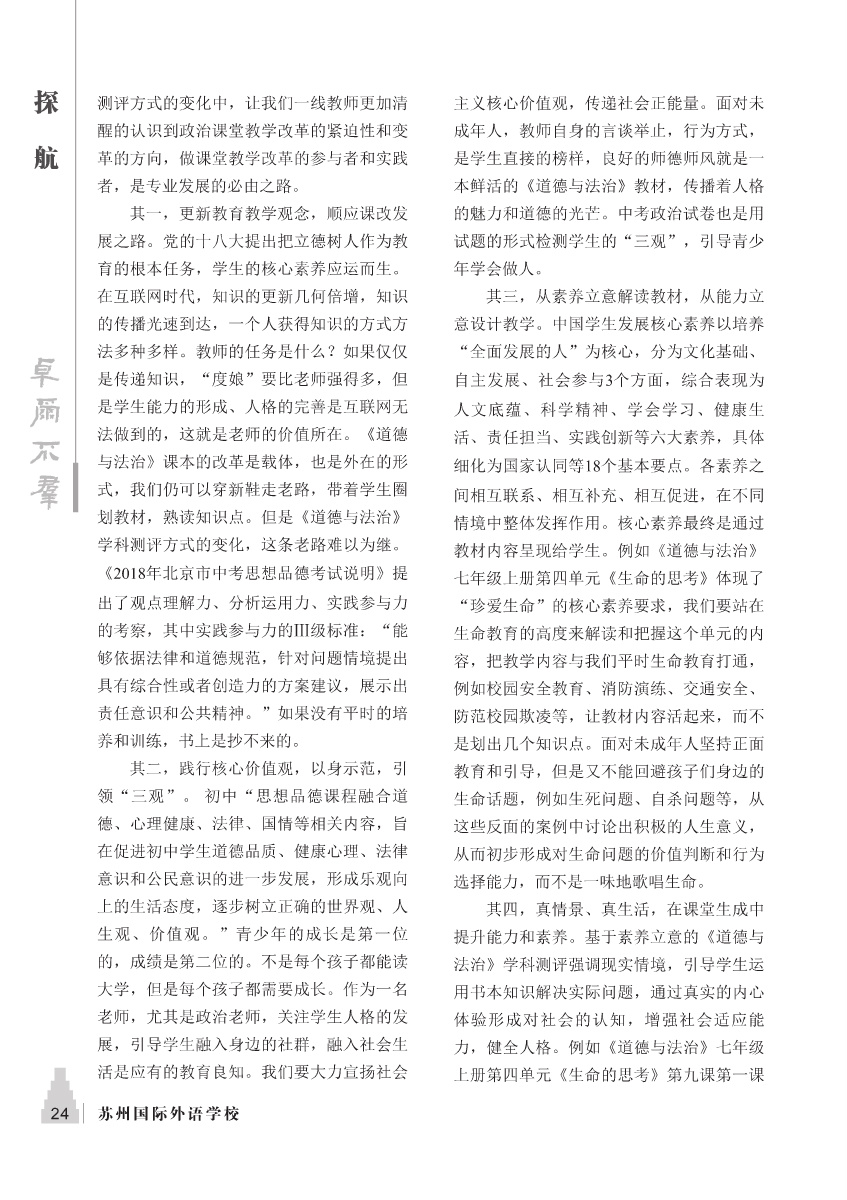 探
航
卓
爾
不
羣
测评方式的变化中，让我们一线教师更加清
醒的认识到政治课堂教学改革的紧迫性和变
革的方向，做课堂教学改革的参与者和实践
者，是专业发展的必由之路。
其一，更新教育教学观念，顺应课改发
展之路。党的十八大提出把立德树人作为教
育的根本任务，学生的核心素养应运而生。
在互联网时代，知识的更新几何倍增，知识
的传播光速到达，一个人获得知识的方式方
法多种多样。教师的任务是什么？如果仅仅
是传递知识，“度娘”要比老师强得多，但
是学生能力的形成、人格的完善是互联网无
法做到的，这就是老师的价值所在。《道德
与法治》课本的改革是载体，也是外在的形
式，我们仍可以穿新鞋走老路，带着学生圈
划教材，熟读知识点。但是《道德与法治》
学科测评方式的变化，这条老路难以为继。
《2018年北京市中考思想品德考试说明》提
出了观点理解力、分析运用力、实践参与力
的考察，其中实践参与力的Ⅲ级标准：“能
够依据法律和道德规范，针对问题情境提出
具有综合性或者创造力的方案建议，展示出
责任意识和公共精神。”如果没有平时的培
养和训练，书上是抄不来的。
其二，践行核心价值观，以身示范，引
领“三观”。 初中“思想品德课程融合道
德、心理健康、法律、国情等相关内容，旨
在促进初中学生道德品质、健康心理、法律
意识和公民意识的进一步发展，形成乐观向
上的生活态度，逐步树立正确的世界观、人
生观、价值观。”青少年的成长是第一位
的，成绩是第二位的。不是每个孩子都能读
大学，但是每个孩子都需要成长。作为一名
老师，尤其是政治老师，关注学生人格的发
展，引导学生融入身边的社群，融入社会生
活是应有的教育良知。我们要大力宣扬社会
主义核心价值观，传递社会正能量。面对未
成年人，教师自身的言谈举止，行为方式，
是学生直接的榜样，良好的师德师风就是一
本鲜活的《道德与法治》教材，传播着人格
的魅力和道德的光芒。中考政治试卷也是用
试题的形式检测学生的“三观”，引导青少
年学会做人。
其三，从素养立意解读教材，从能力立
意设计教学。中国学生发展核心素养以培养
“全面发展的人”为核心，分为文化基础、
自主发展、社会参与3个方面，综合表现为
人文底蕴、科学精神、学会学习、健康生
活、责任担当、实践创新等六大素养，具体
细化为国家认同等18个基本要点。各素养之
间相互联系、相互补充、相互促进，在不同
情境中整体发挥作用。核心素养最终是通过
教材内容呈现给学生。例如《道德与法治》
七年级上册第四单元《生命的思考》体现了
“珍爱生命”的核心素养要求，我们要站在
生命教育的高度来解读和把握这个单元的内
容，把教学内容与我们平时生命教育打通，
例如校园安全教育、消防演练、交通安全、
防范校园欺凌等，让教材内容活起来，而不
是划出几个知识点。面对未成年人坚持正面
教育和引导，但是又不能回避孩子们身边的
生命话题，例如生死问题、自杀问题等，从
这些反面的案例中讨论出积极的人生意义，
从而初步形成对生命问题的价值判断和行为
选择能力，而不是一味地歌唱生命。
其四，真情景、真生活，在课堂生成中
提升能力和素养。基于素养立意的《道德与
法治》学科测评强调现实情境，引导学生运
用书本知识解决实际问题，通过真实的内心
体验形成对社会的认知，增强社会适应能
力，健全人格。例如《道德与法治》七年级
上册第四单元《生命的思考》第九课第一课
24
苏州国际外语学校